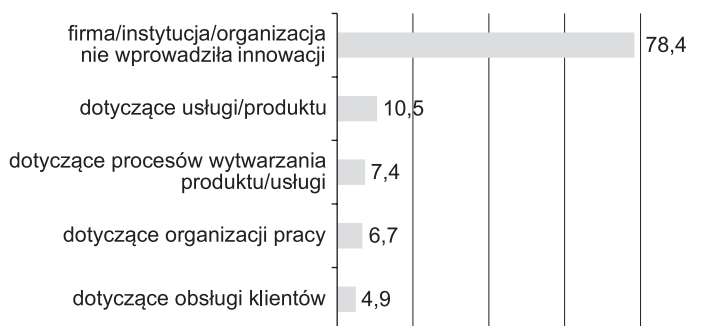 firma/instytucja/organizacja
nie wprowadziła innowacji
78,4
dotyczące usługi/produktu
10,5
dotyczące procesów wytwarzania
produktu/usługi
7,4
dotyczące organizacji pracy
6,7
dotyczące obsługi klientów
4,9